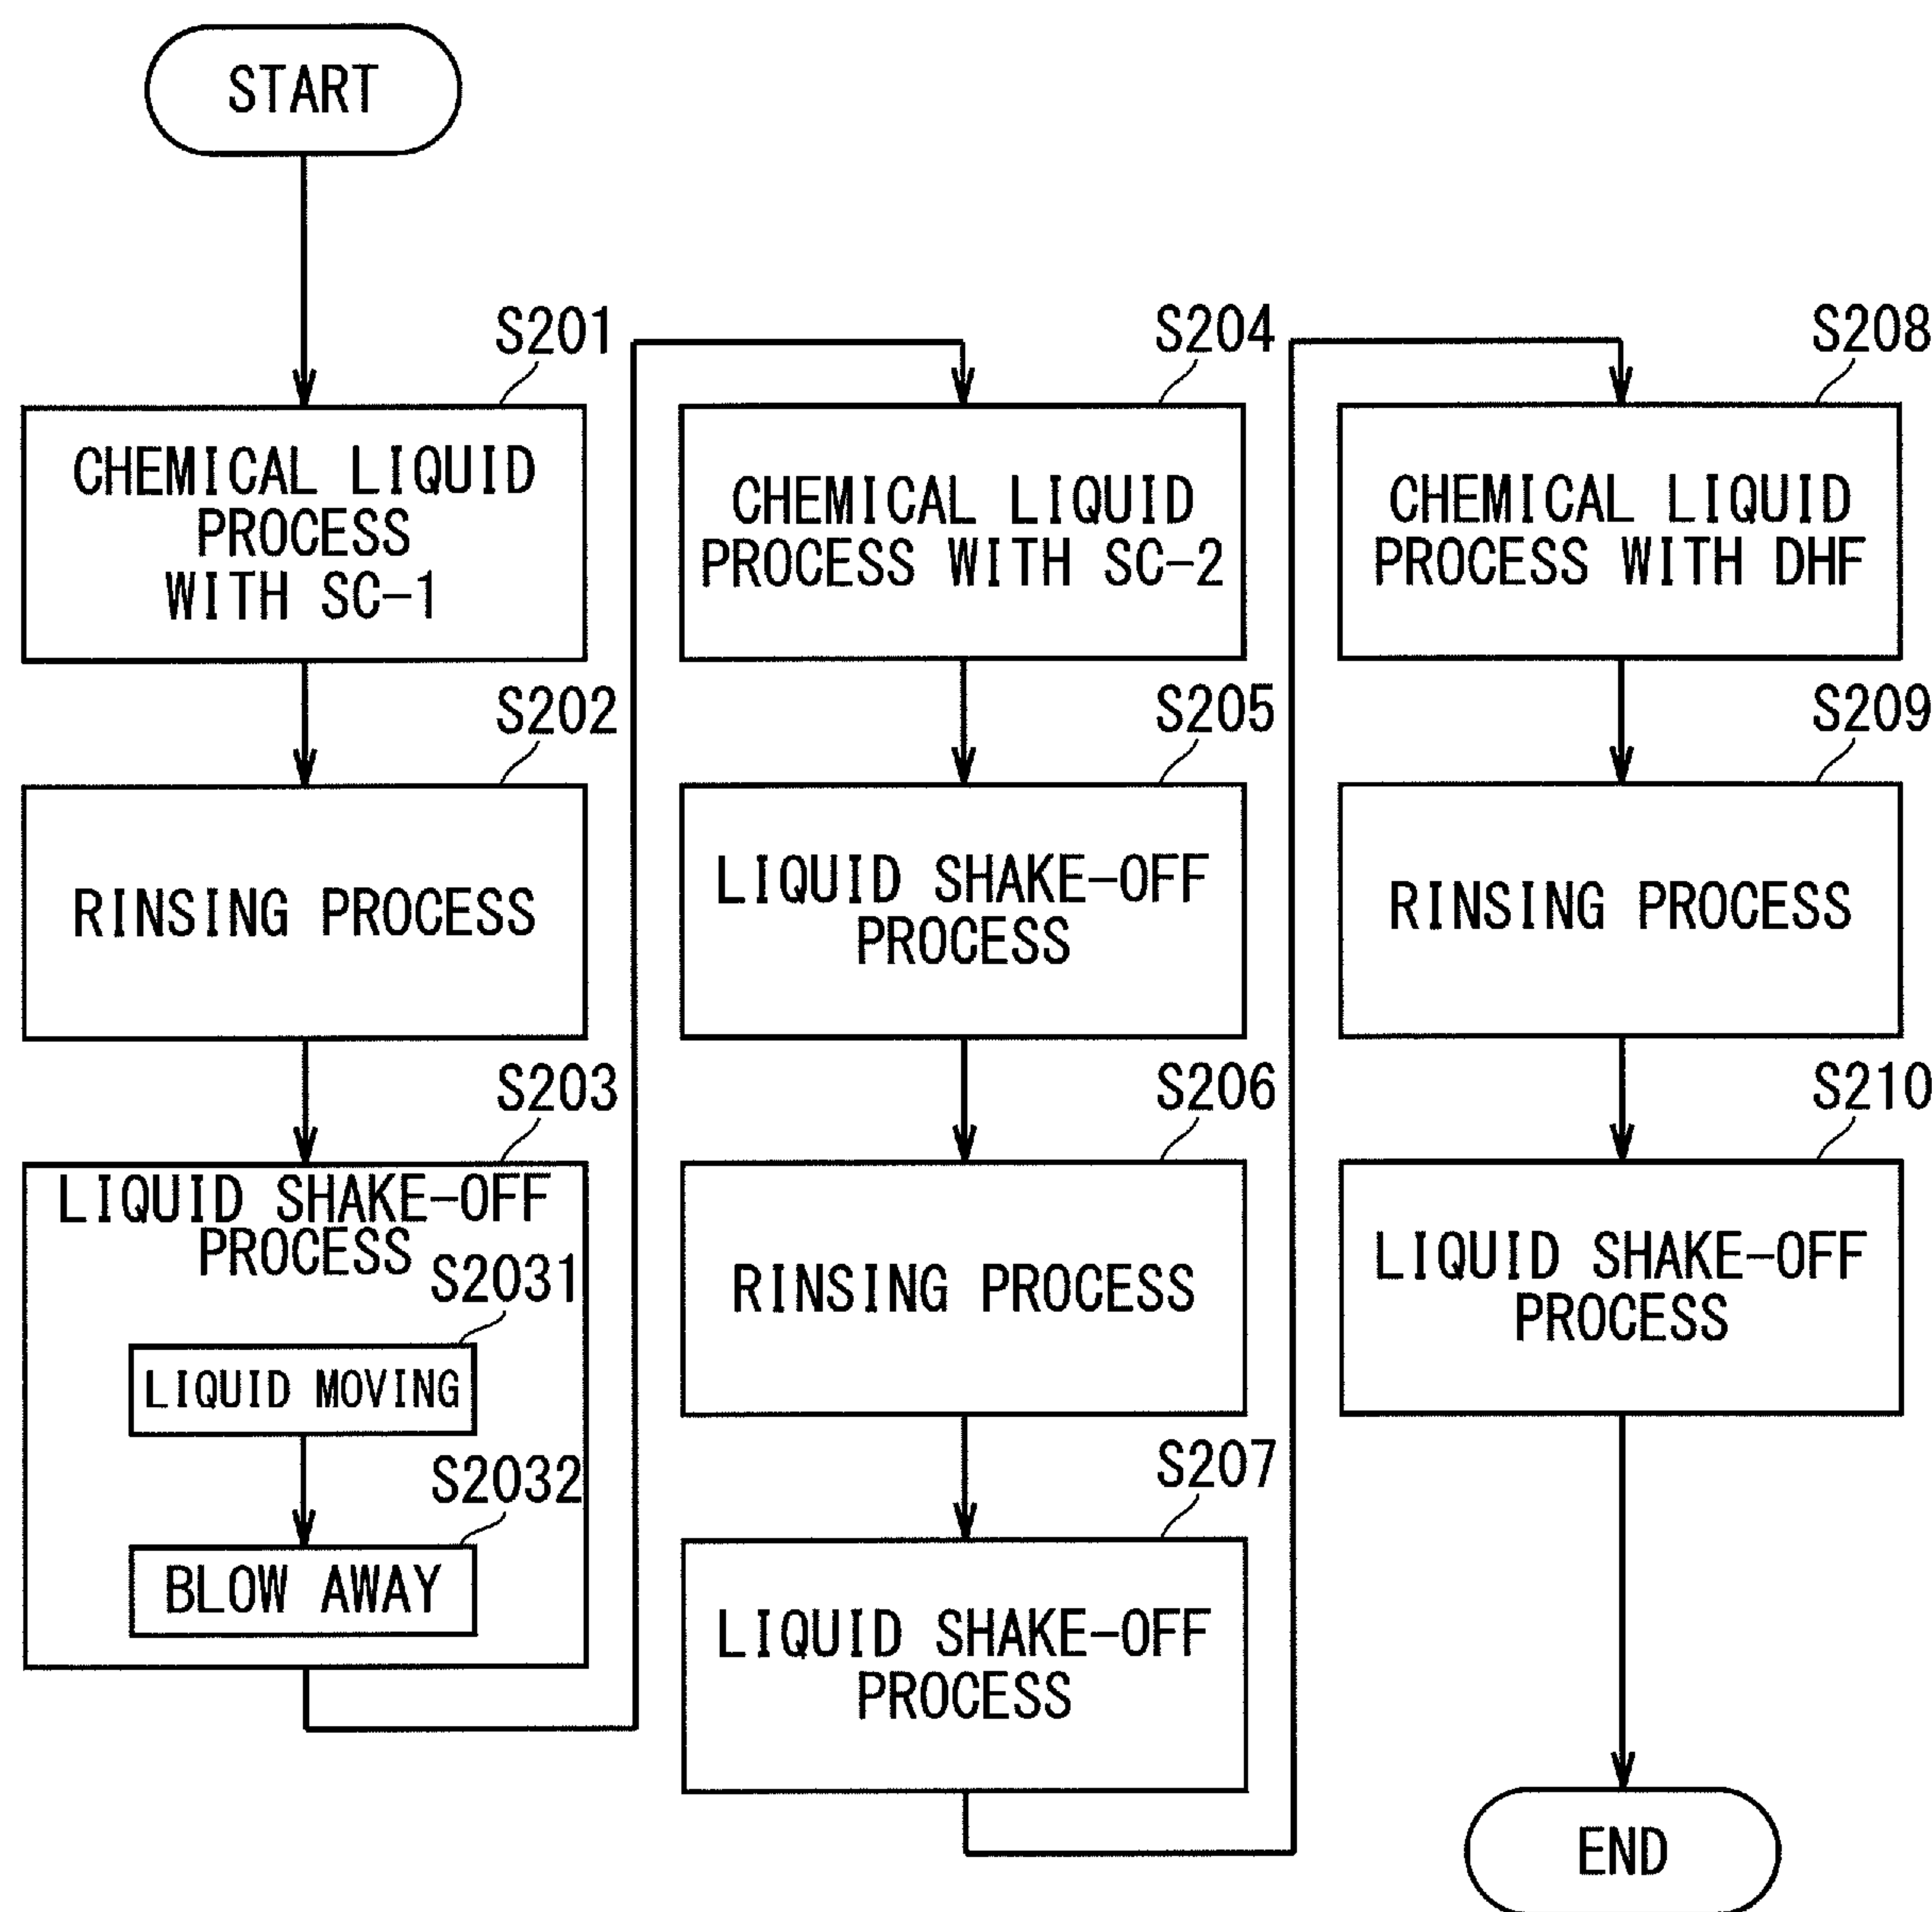 START
S201
CHEMICAL LIQUID
PROCESS
WITH SC-1
S202
RINSING PROCESS
S203
LIQUID SHAKE-OFF
PROCESS
S2031
LIQUID MOVING
S2032
BLOW AWAY
S204
CHEMICAL LIQUID
PROCESS WITH SC-2
S205
LIQUID SHAKE-OFF
PROCESS
S206
RINSING PROCESS
S207
LIQUID SHAKE-OFF
PROCESS
S208
CHEMICAL LIQUID
PROCESS WITH DHF
S209
RINSING PROCESS
S210
LIQUID SHAKE-OFF
PROCESS
END